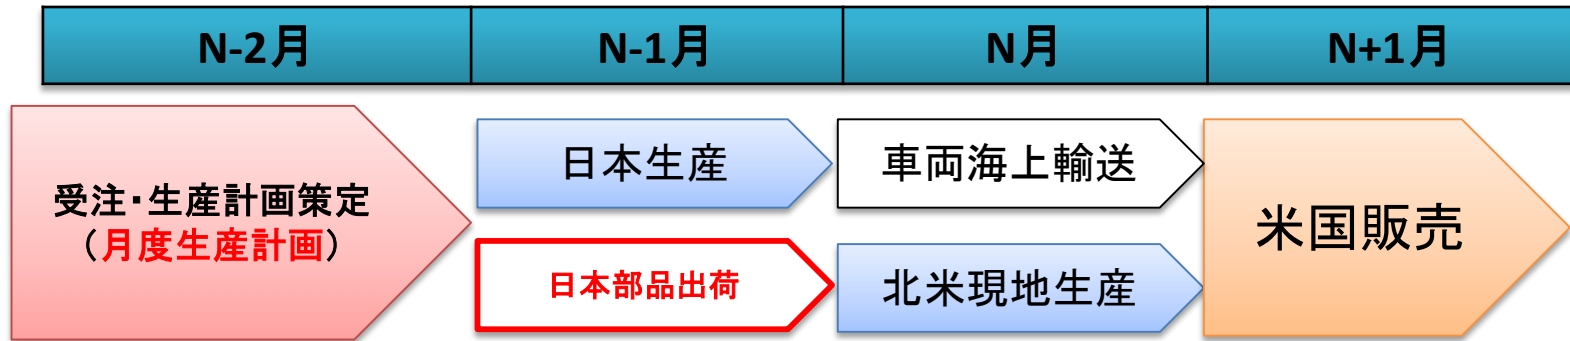 N-2月
N-1月
N月
N+1月
受注・生産計画策定
（月度生産計画）
日本生産
車両海上輸送
日本部品出荷
北米現地生産
米国販売